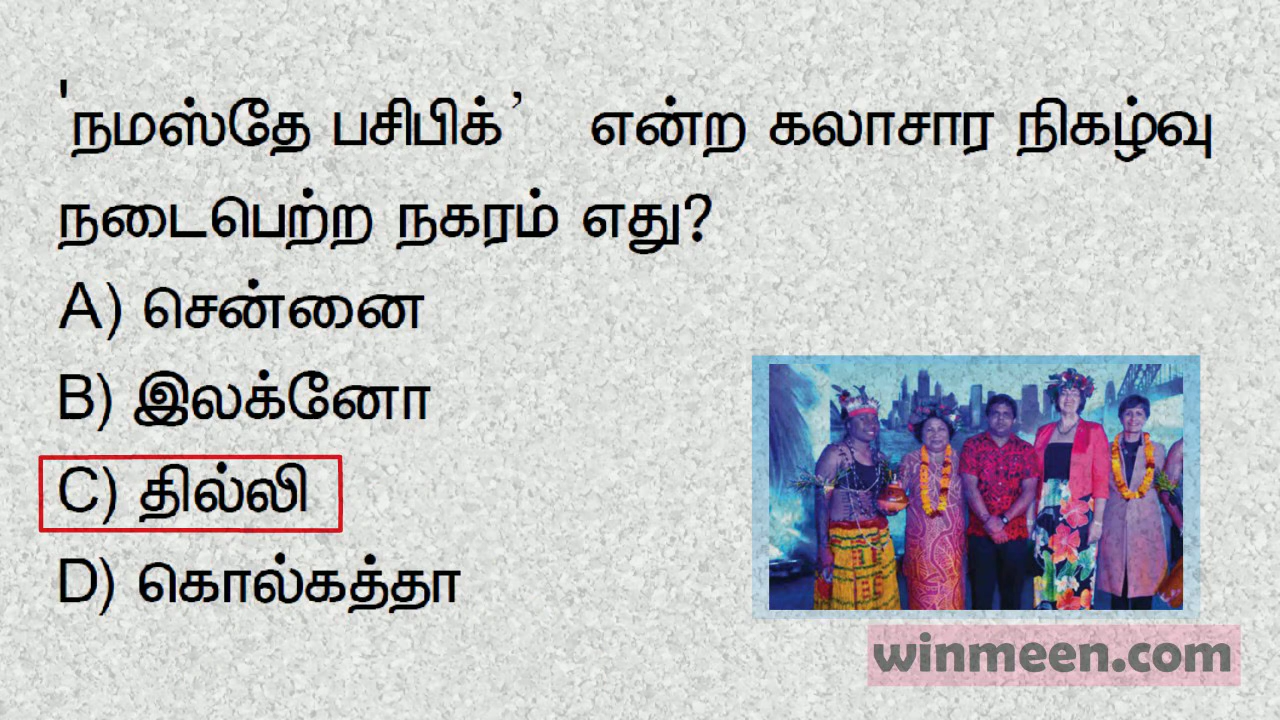 'நமஸ்தே பசிபிக்’ என்ற கலாசார நிகழ்வு
நடைபெற்ற நகரம் எது?
A) சென்னை
B) இலக்னோ
C) தில்லி
D) கொல்கத்தா
winmeen.com